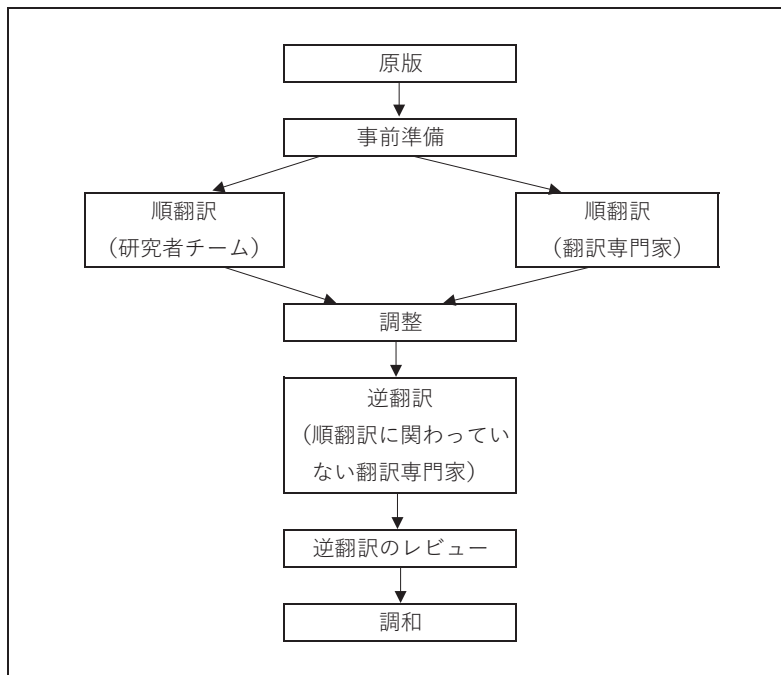 原版
事前準備
順翻訳
（研究者チーム）
順翻訳
（翻訳専門家）
調整
逆翻訳
（順翻訳に関わってい
ない翻訳専門家）
逆翻訳のレビュー
調和